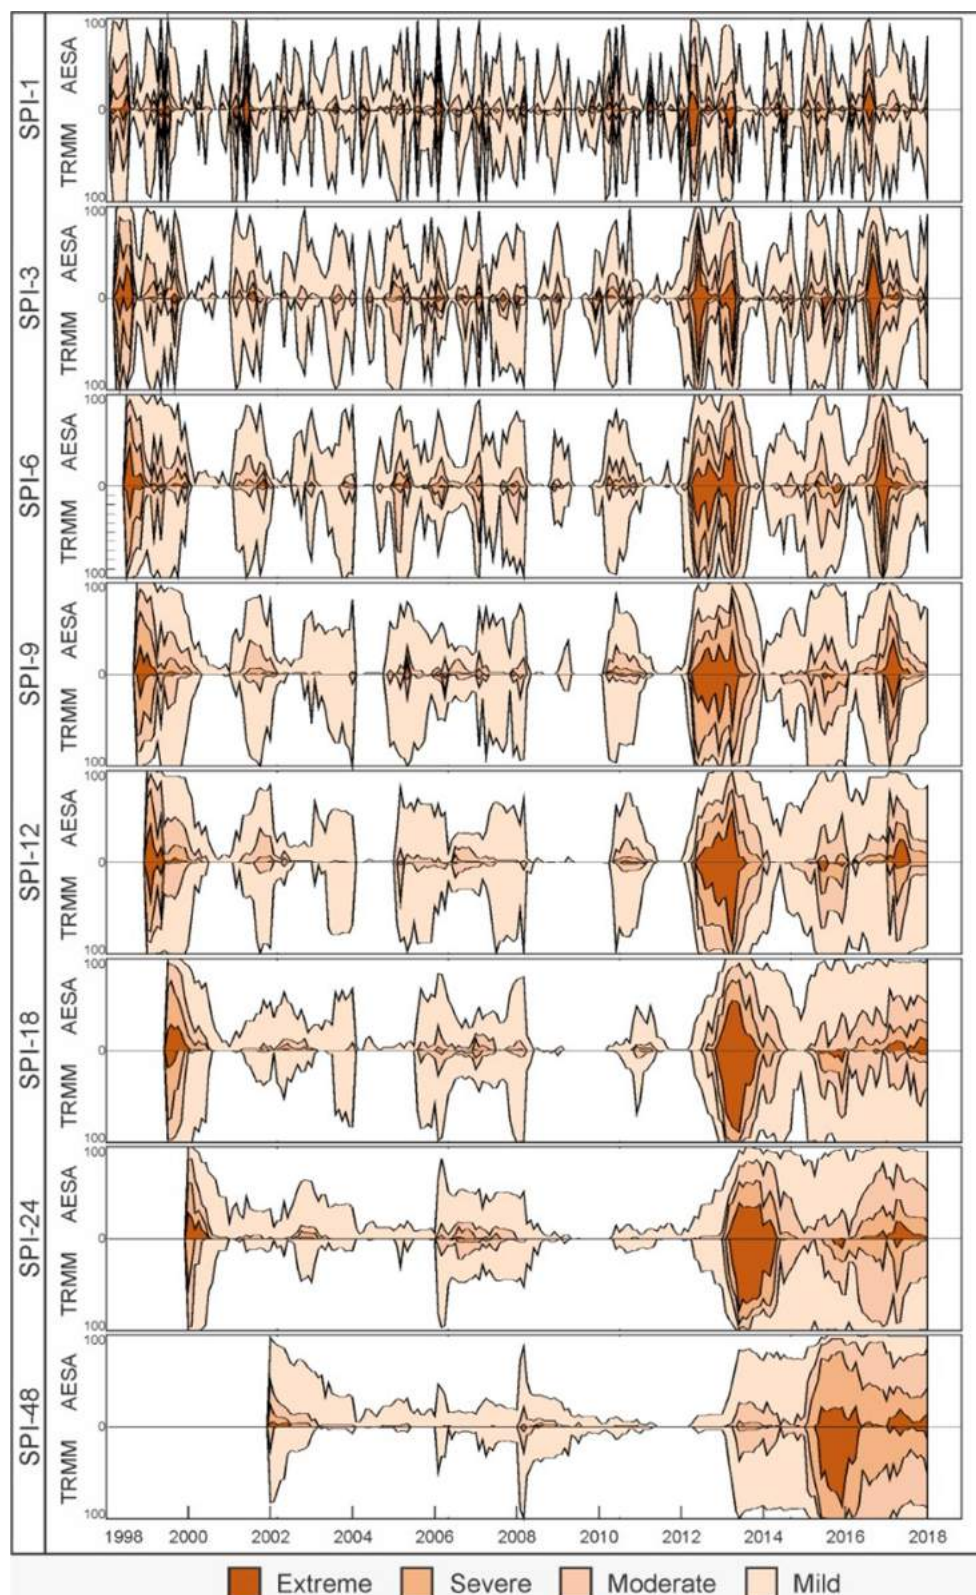 SPI-1
AESA
TRMM
100
0
100
SPI-3
AESA
TRMM
100
0
100
SPI-6
AESA
TRMM
100
0
100
SPI-9
AESA
TRMM
100
0
100
SPI-12
AESA
TRMM
100
0
100
SPI-18
AESA
TRMM
100
0
100
SPI-24
AESA
TRMM
100
0
100
SPI-48
AESA
TRMM
100
0
100
1998 2000 2002 2004 2006 2008 2010 2012 2014 2016 2018
Extreme Severe Moderate Mild